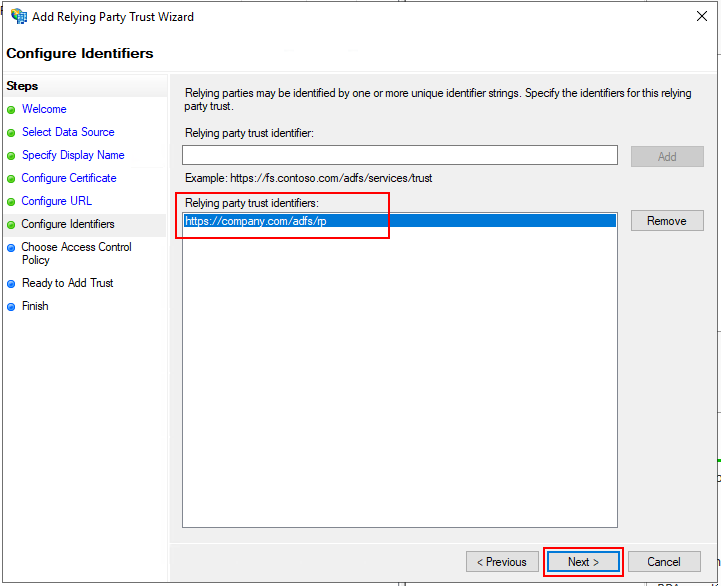 Add Relying Party Trust Wizard
Configure Identifiers
Steps
Welcome
Select Data Source
Specify Display Name
Configure Certificate
Configure URL
Configure Identifiers
Choose Access Control
Policy
Ready to Add Trust
Finish
Relying parties may be identified by one or more unique identifier strings. Specify the identifiers for this relying
party trust.
Relying party trust identifier:
Add
Example: https://fs.contoso.com/adfs/services/trust
Relying party trust identifiers:
https://company.com/adfs/rp
Remove
< Previous
Next >
Cancel